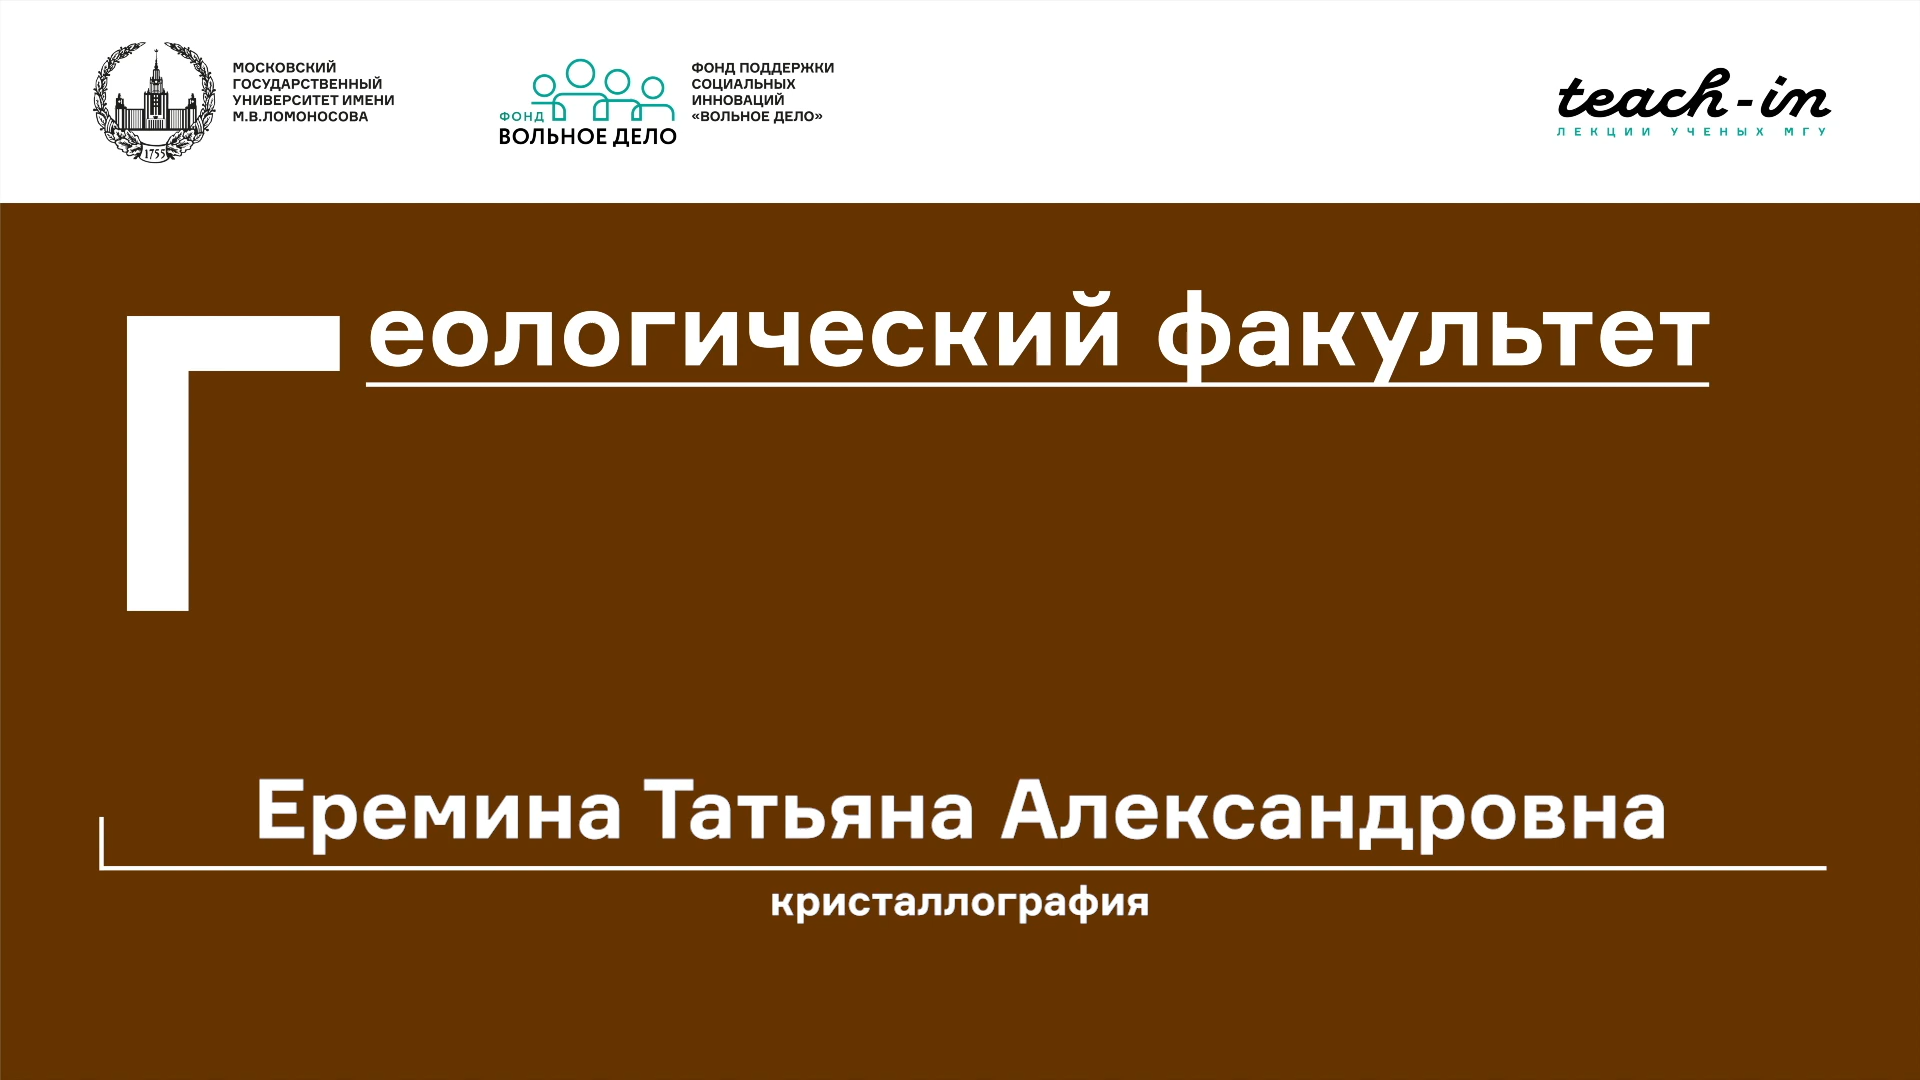 МОСКОВСКИЙ
ГОСУДАРСТВЕННЫЙ
УНИВЕРСИТЕТ ИМЕНИ
М.В.ЛОМОНОСОВА
1755
ФОНД
ВОЛЬНОЕ ДЕЛО
ФОНД ПОДДЕРЖКИ
СОЦИАЛЬНЫХ
ИННОВАЦИЙ
«ВОЛЬНОЕ ДЕЛО»
teach-in
ЛЕКЦИИ УЧЕНЫХ МГУ
Геологический факультет
Еремина Татьяна Александровна
кристаллография